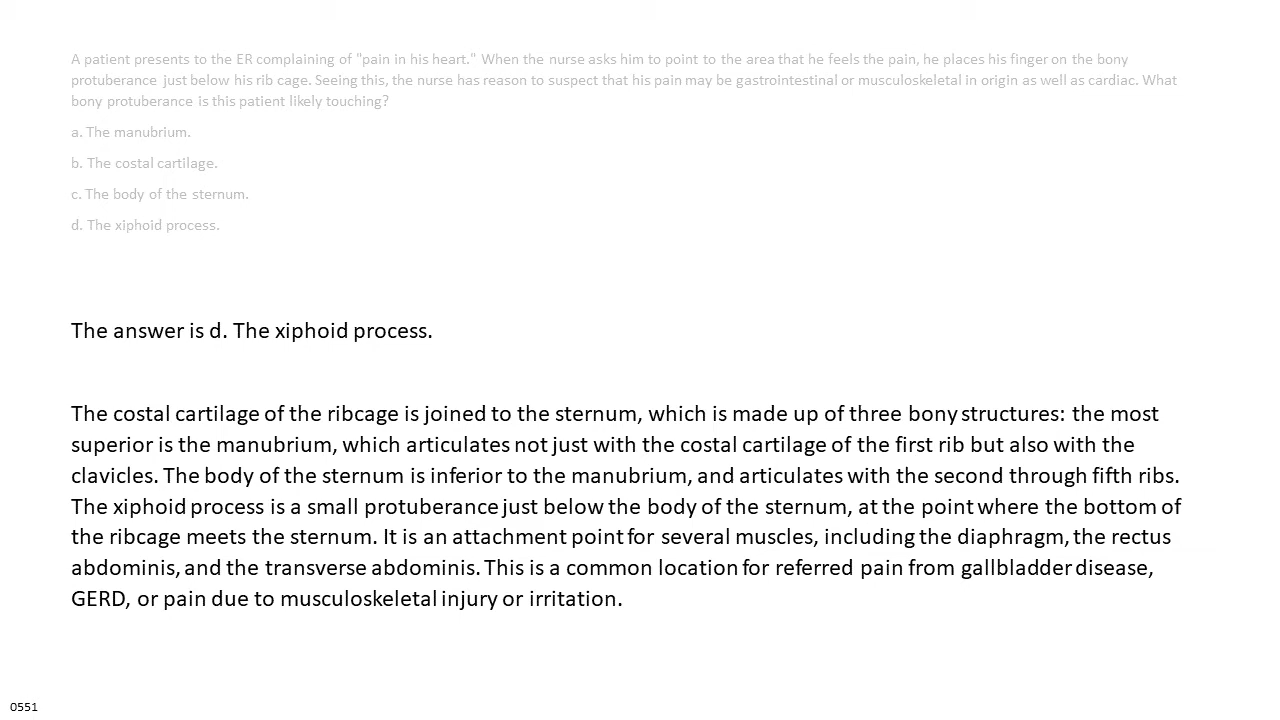 A patient presents to the ER complaining of "pain in his heart." When the nurse asks him to point to the area that he feels the pain, he places his finger on the bony
protuberance just below his rib cage. Seeing this, the nurse has reason to suspect that his pain may be gastrointestinal or musculoskeletal in origin as well as cardiac. What
bony protuberance is this patient likely touching?
a. The manubrium.
b. The costal cartilage.
c. The body of the sternum.
d. The xiphoid process.
The answer is d. The xiphoid process.
The costal cartilage of the ribcage is joined to the sternum, which is made up of three bony structures: the most
superior is the manubrium, which articulates not just with the costal cartilage of the first rib but also with the
clavicles. The body of the sternum is inferior to the manubrium, and articulates with the second through fifth ribs.
The xiphoid process is a small protuberance just below the body of the sternum, at the point where the bottom of
the ribcage meets the sternum. It is an attachment point for several muscles, including the diaphragm, the rectus
abdominis, and the transverse abdominis. This is a common location for referred pain from gallbladder disease,
GERD, or pain due to musculoskeletal injury or irritation.
0551